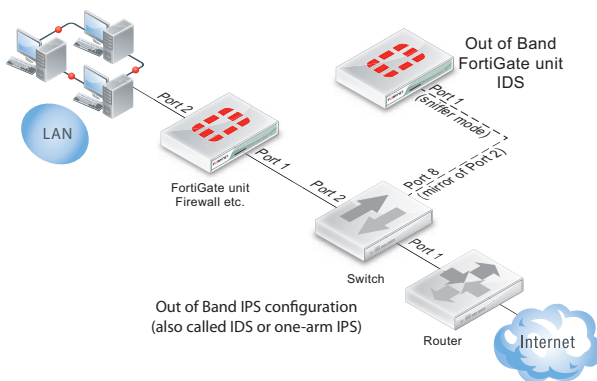 Out of Band
FortiGate unit
IDS
Port 1
(sniffer mode)
Port 2
LAN
FortiGate unit
Firewall etc.
Port 1
Port 2
Port 8
(mirror of Port 2)
Switch
Port 1
Out of Band IPS configuration
(also called IDS or one-arm IPS)
Router
Internet